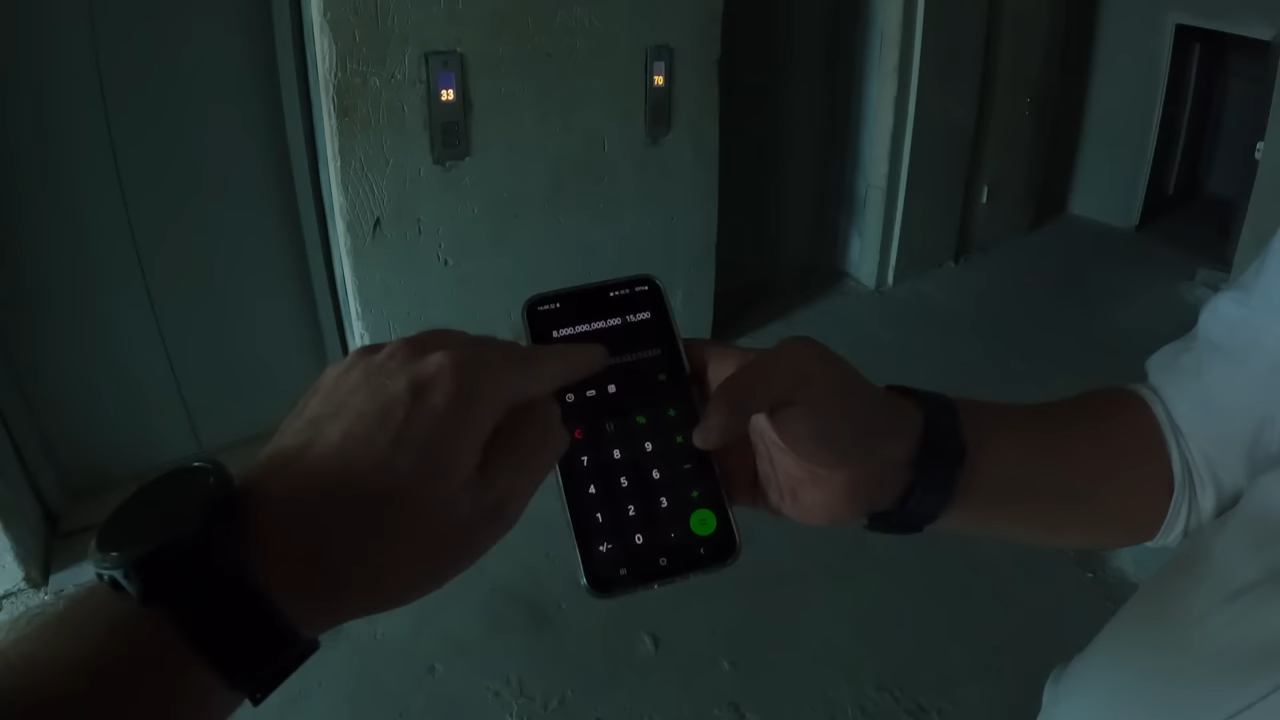 33
70
8,000,000,000,000 15,000
C () % ÷
7 8 9 ×
4 5 6 −
1 2 3 +
+/- 0 . =